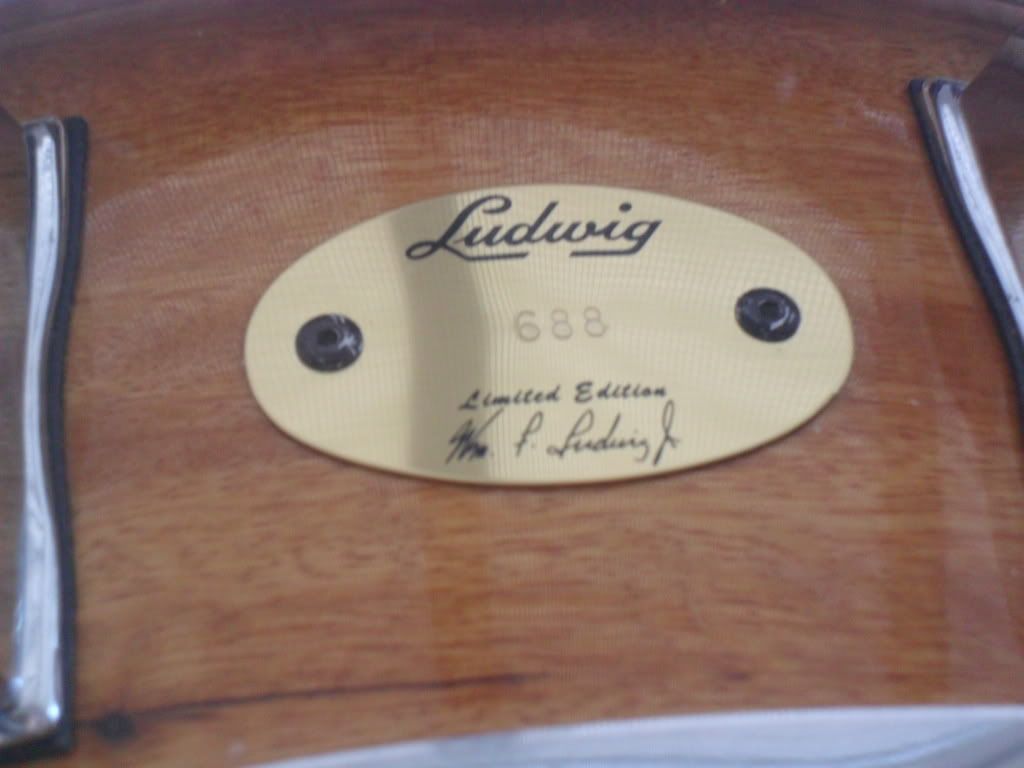 Ludwig
688
Limited Edition
Wm. F. Ludwig Jr